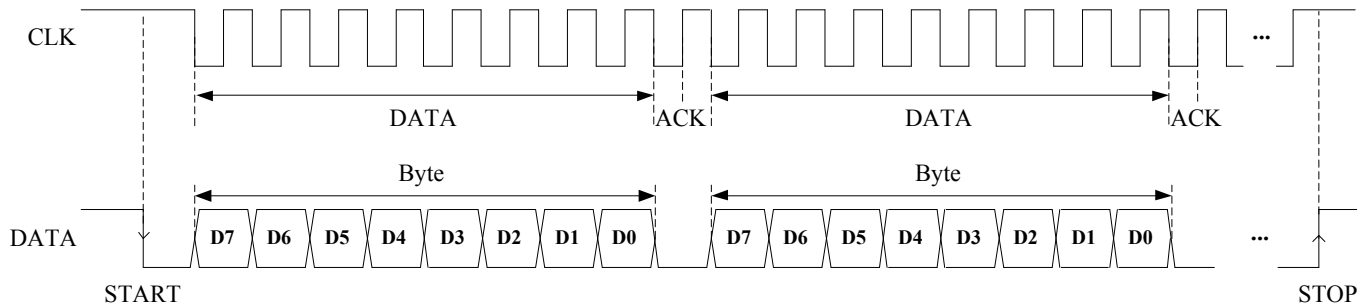 CLK
...
DATA ACK DATA ACK
Byte Byte
DATA D7 D6 D5 D4 D3 D2 D1 D0 D7 D6 D5 D4 D3 D2 D1 D0 ...
START STOP